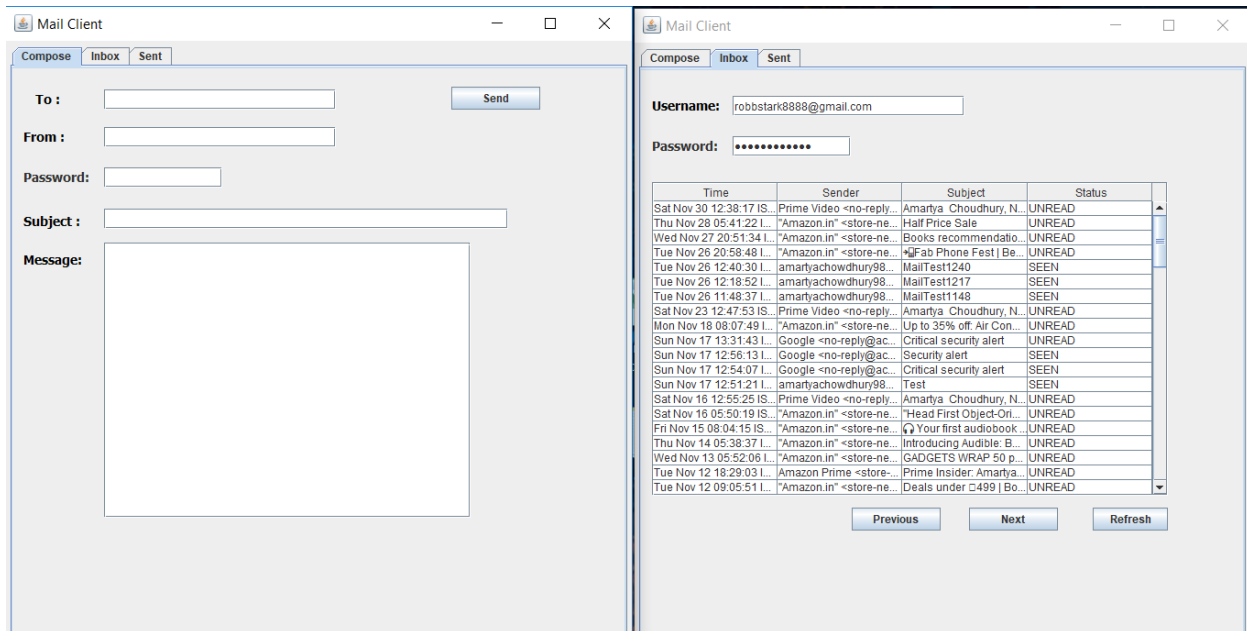 Mail Client
Compose Inbox Sent
To :
Send
From :
Password:
Subject :
Message:
Mail Client
Compose Inbox Sent
Username: robbstark8888@gmail.com
Password: ••••••••••••
Time Sender Subject Status
Sat Nov 30 12:38:17 IS... Prime Video <no-reply... Amartya Choudhury, N... UNREAD
Thu Nov 28 05:41:22 I... "Amazon.in" <store-ne... Half Price Sale UNREAD
Wed Nov 27 20:51:34 I... "Amazon.in" <store-ne... Books recommendatio... UNREAD
Tue Nov 26 20:58:48 I... "Amazon.in" <store-ne... 📲Fab Phone Fest | Be... UNREAD
Tue Nov 26 12:40:30 I... amartyachowdhury98... MailTest1240 SEEN
Tue Nov 26 12:18:52 I... amartyachowdhury98... MailTest1217 SEEN
Tue Nov 26 11:48:37 I... amartyachowdhury98... MailTest1148 SEEN
Sat Nov 23 12:47:53 IS... Prime Video <no-reply... Amartya Choudhury, N... UNREAD
Mon Nov 18 08:07:49 I... "Amazon.in" <store-ne... Up to 35% off: Air Con... UNREAD
Sun Nov 17 13:31:43 I... Google <no-reply@ac... Critical security alert UNREAD
Sun Nov 17 12:56:13 I... Google <no-reply@ac... Security alert SEEN
Sun Nov 17 12:54:07 I... Google <no-reply@ac... Critical security alert SEEN
Sun Nov 17 12:51:21 I... amartyachowdhury98... Test SEEN
Sat Nov 16 12:55:25 IS... Prime Video <no-reply... Amartya Choudhury, N... UNREAD
Sat Nov 16 05:50:19 IS... "Amazon.in" <store-ne... "Head First Object-Ori... UNREAD
Fri Nov 15 08:04:15 IS... "Amazon.in" <store-ne... 🎧 Your first audiobook ... UNREAD
Thu Nov 14 05:38:37 I... "Amazon.in" <store-ne... Introducing Audible: B... UNREAD
Wed Nov 13 05:52:06 I... "Amazon.in" <store-ne... GADGETS WRAP 50 p... UNREAD
Tue Nov 12 18:29:03 I... Amazon Prime <store-... Prime Insider: Amartya... UNREAD
Tue Nov 12 09:05:51 I... "Amazon.in" <store-ne... Deals under □499 | Bo... UNREAD
Previous Next Refresh